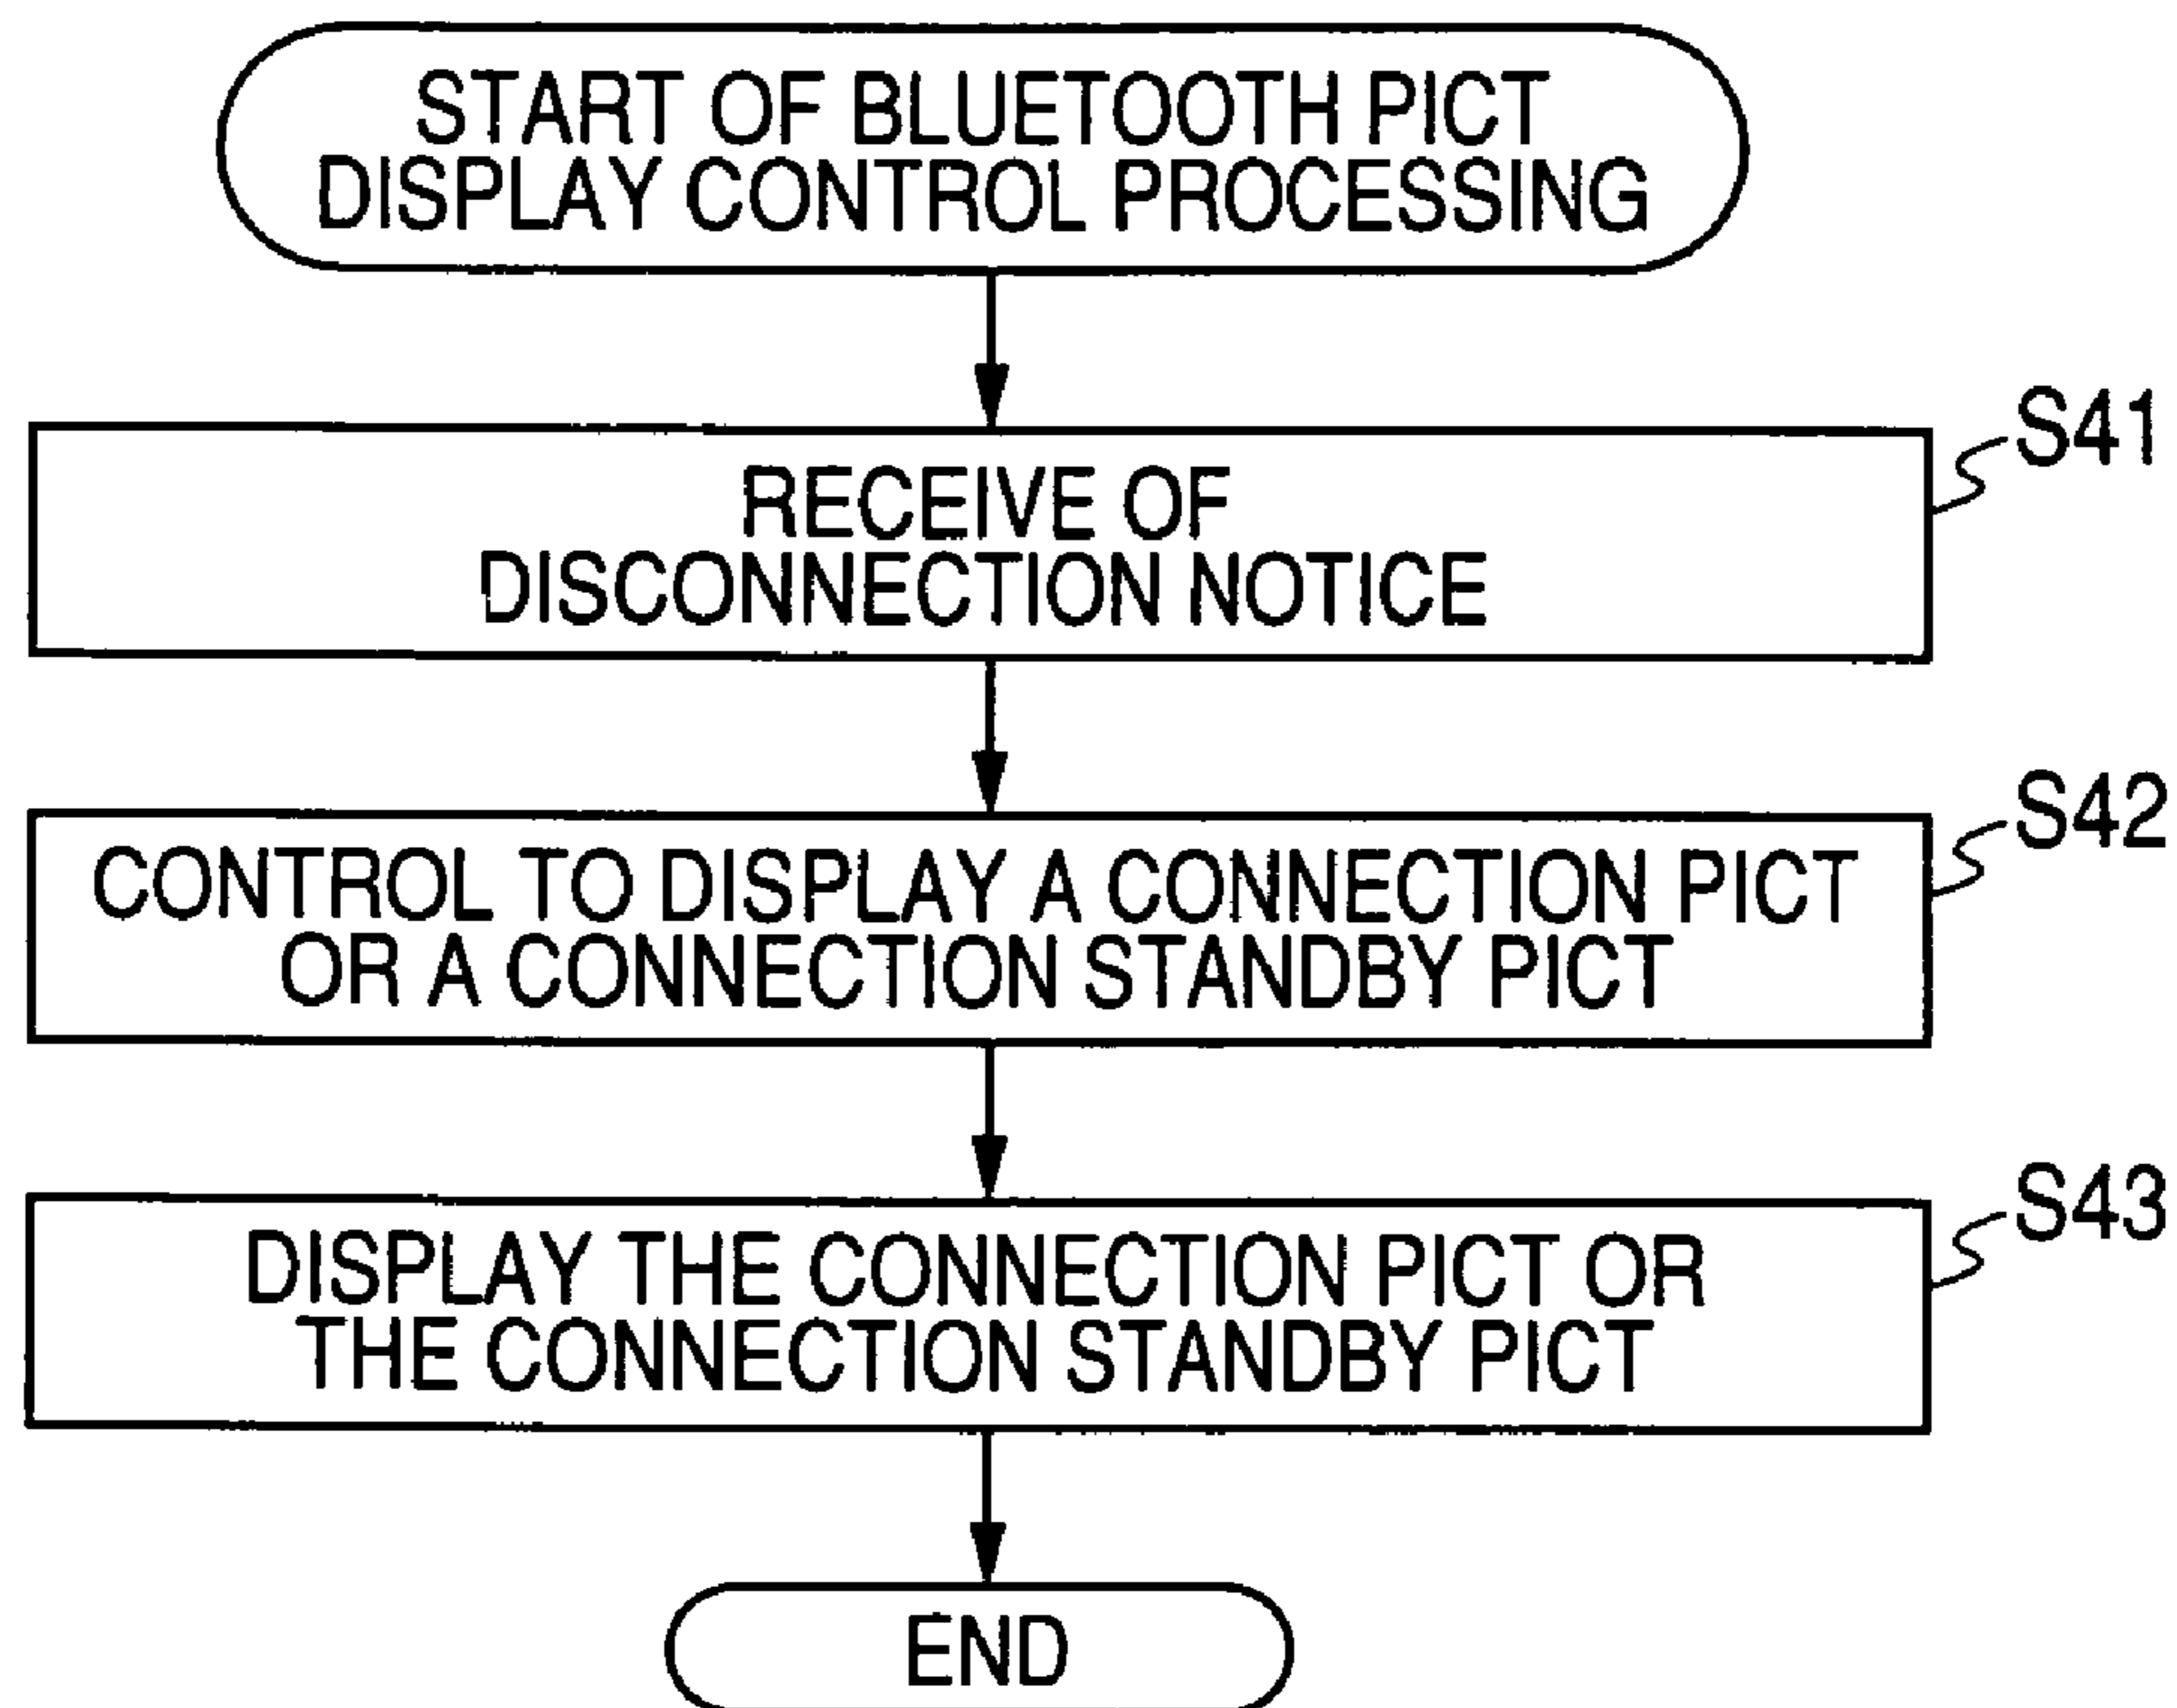 START OF BLUETOOTH PICT
DISPLAY CONTROL PROCESSING
S41
RECEIVE OF
DISCONNECTION NOTICE
S42
CONTROL TO DISPLAY A CONNECTION PICT
OR A CONNECTION STANDBY PICT
S43
DISPLAY THE CONNECTION PICT OR
THE CONNECTION STANDBY PICT
END